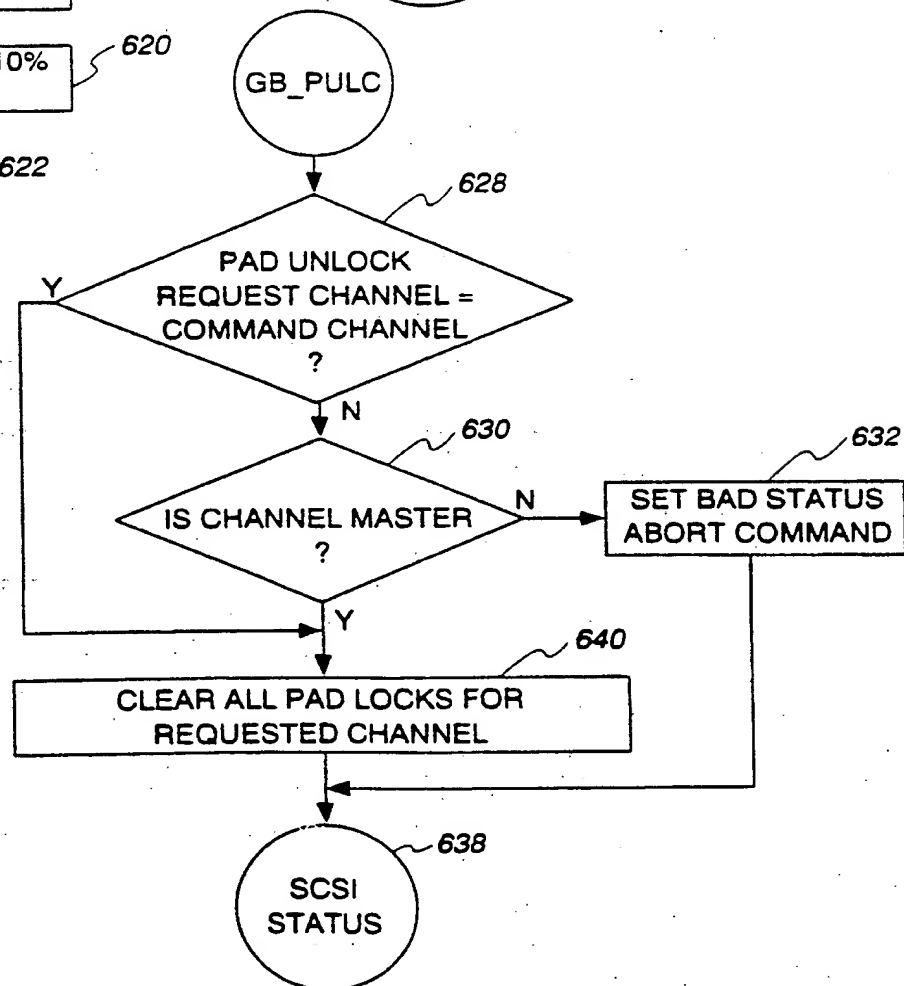 10%
620
622
GB_PULC
628
PAD UNLOCK
REQUEST CHANNEL =
COMMAND CHANNEL
?
Y
N
630
IS CHANNEL MASTER
?
N
632
SET BAD STATUS
ABORT COMMAND
Y
640
CLEAR ALL PAD LOCKS FOR
REQUESTED CHANNEL
638
SCSI
STATUS